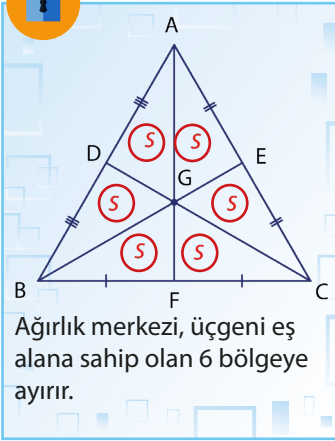 A
S S
D E
G
S S
S S
B F C
Ağırlık merkezi, üçgeni eş
alana sahip olan 6 bölgeye
ayırır.